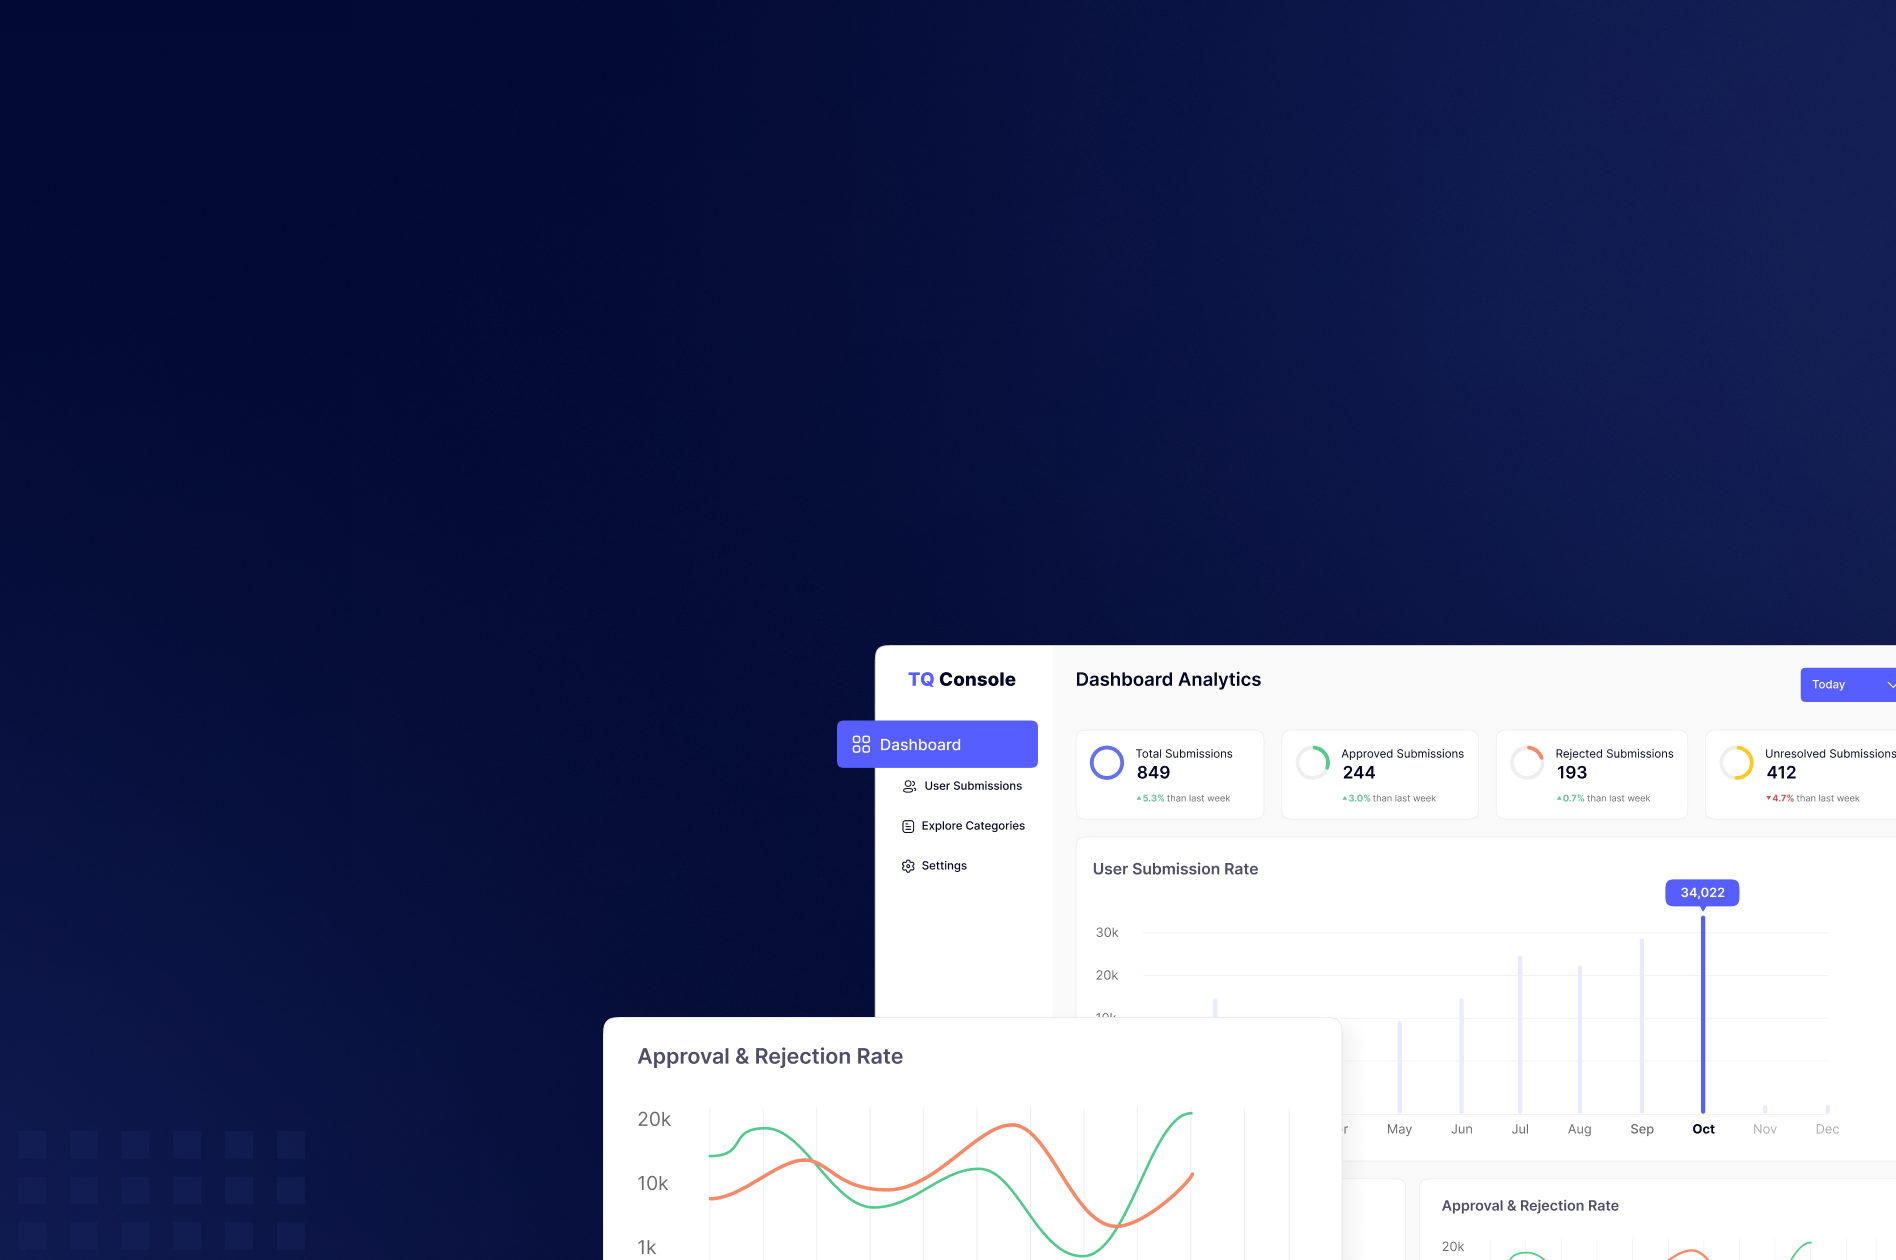 TQ Console
Dashboard
User Submissions
Explore Categories
Settings
Dashboard Analytics
Today
Total Submissions
849
5.3% than last week
Approved Submissions
244
3.0% than last week
Rejected Submissions
193
0.7% than last week
Unresolved Submissions
412
4.7% than last week
User Submission Rate
34,022
30k
20k
10k
May Jun Jul Aug Sep Oct Nov Dec
Approval & Rejection Rate
20k
10k
1k
Approval & Rejection Rate
20k